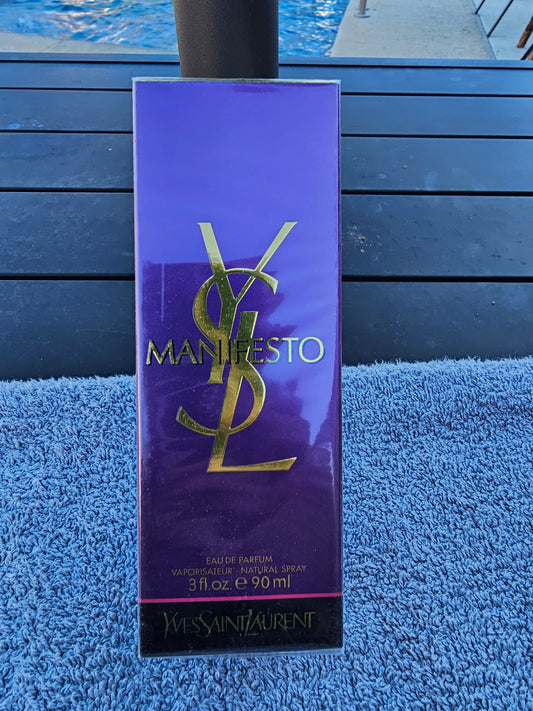 YSL
MANIFESTO
EAU DE PARFUM
VAPORISATEUR - NATURAL SPRAY
3 fl.oz. e 90 ml
YVESSAINTLAURENT